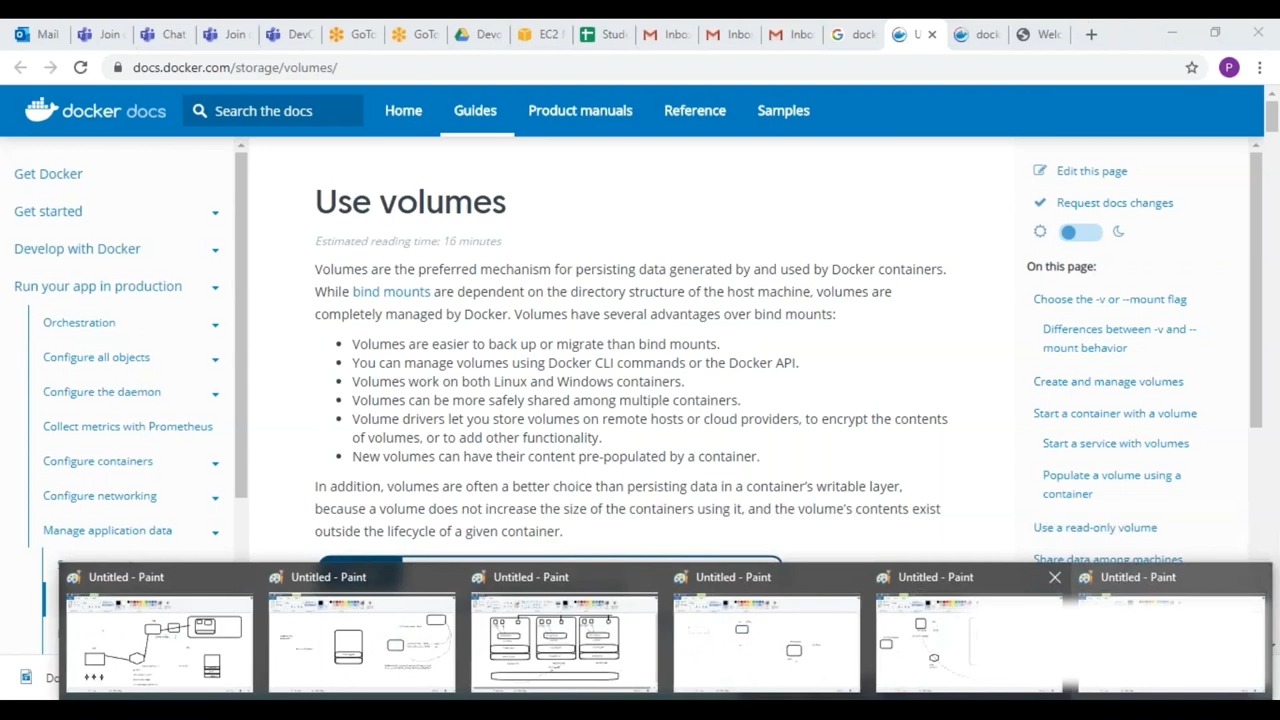 Mail
Join
Chat
Join
DevC
GoTo
GoTo
Devo
EC2
Stud
Inbo
Inbo
Inbo
dock
U
dock
Welc
docs.docker.com/storage/volumes/
P
docker docs
Search the docs
Home
Guides
Product manuals
Reference
Samples
Get Docker
Get started
Develop with Docker
Run your app in production
Orchestration
Configure all objects
Configure the daemon
Collect metrics with Prometheus
Configure containers
Configure networking
Manage application data
Use volumes
Estimated reading time: 16 minutes
Volumes are the preferred mechanism for persisting data generated by and used by Docker containers.
While bind mounts are dependent on the directory structure of the host machine, volumes are
completely managed by Docker. Volumes have several advantages over bind mounts:
• Volumes are easier to back up or migrate than bind mounts.
• You can manage volumes using Docker CLI commands or the Docker API.
• Volumes work on both Linux and Windows containers.
• Volumes can be more safely shared among multiple containers.
• Volume drivers let you store volumes on remote hosts or cloud providers, to encrypt the contents
of volumes, or to add other functionality.
• New volumes can have their content pre-populated by a container.
In addition, volumes are often a better choice than persisting data in a container's writable layer,
because a volume does not increase the size of the containers using it, and the volume's contents exist
outside the lifecycle of a given container.
Edit this page
Request docs changes
On this page:
Choose the -v or --mount flag
Differences between -v and --
mount behavior
Create and manage volumes
Start a container with a volume
Start a service with volumes
Populate a volume using a
container
Use a read-only volume
Share data among machines
Untitled - Paint
Untitled - Paint
Untitled - Paint
Untitled - Paint
Untitled - Paint
Untitled - Paint
Do